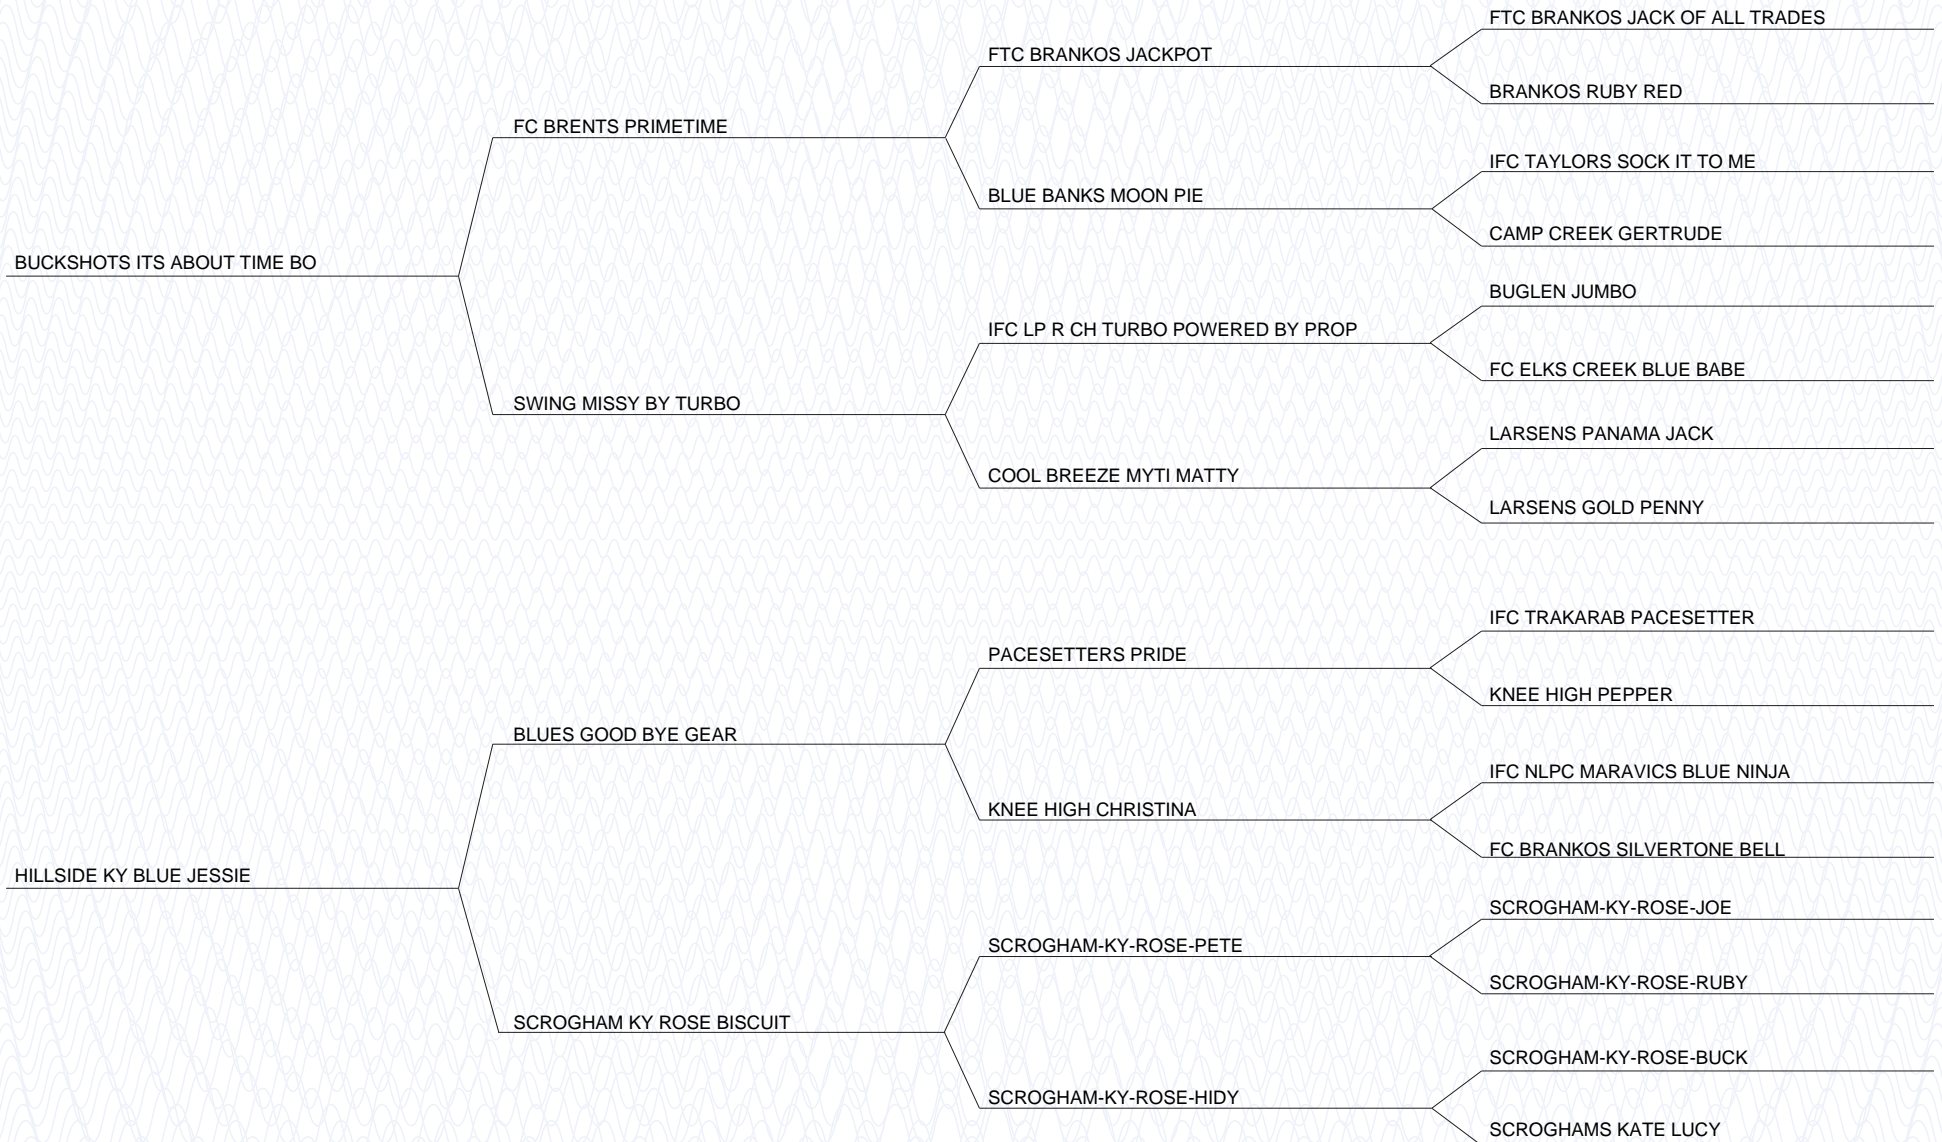 FTC BRANKOS JACK OF ALL TRADES
FTC BRANKOS JACKPOT
BRANKOS RUBY RED
FC BRENTS PRIMETIME
IFC TAYLORS SOCK IT TO ME
BLUE BANKS MOON PIE
CAMP CREEK GERTRUDE
BUCKSHOTS ITS ABOUT TIME BO
BUGLEN JUMBO
IFC LP R CH TURBO POWERED BY PROP
FC ELKS CREEK BLUE BABE
SWING MISSY BY TURBO
LARSENS PANAMA JACK
COOL BREEZE MYTI MATTY
LARSENS GOLD PENNY
IFC TRAKARAB PACESETTER
PACESETTERS PRIDE
KNEE HIGH PEPPER
BLUES GOOD BYE GEAR
IFC NLPC MARAVICS BLUE NINJA
KNEE HIGH CHRISTINA
FC BRANKOS SILVERTONE BELL
HILLSIDE KY BLUE JESSIE
SCROGHAM-KY-ROSE-JOE
SCROGHAM-KY-ROSE-PETE
SCROGHAM-KY-ROSE-RUBY
SCROGHAM KY ROSE BISCUIT
SCROGHAM-KY-ROSE-BUCK
SCROGHAM-KY-ROSE-HIDY
SCROGHAMS KATE LUCY